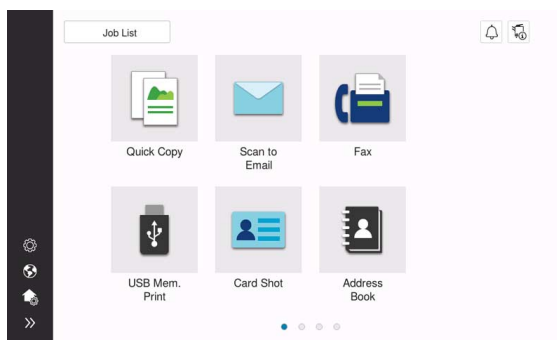 Job List
Quick Copy
Scan to
Email
Fax
USB Mem.
Print
Card Shot
Address
Book